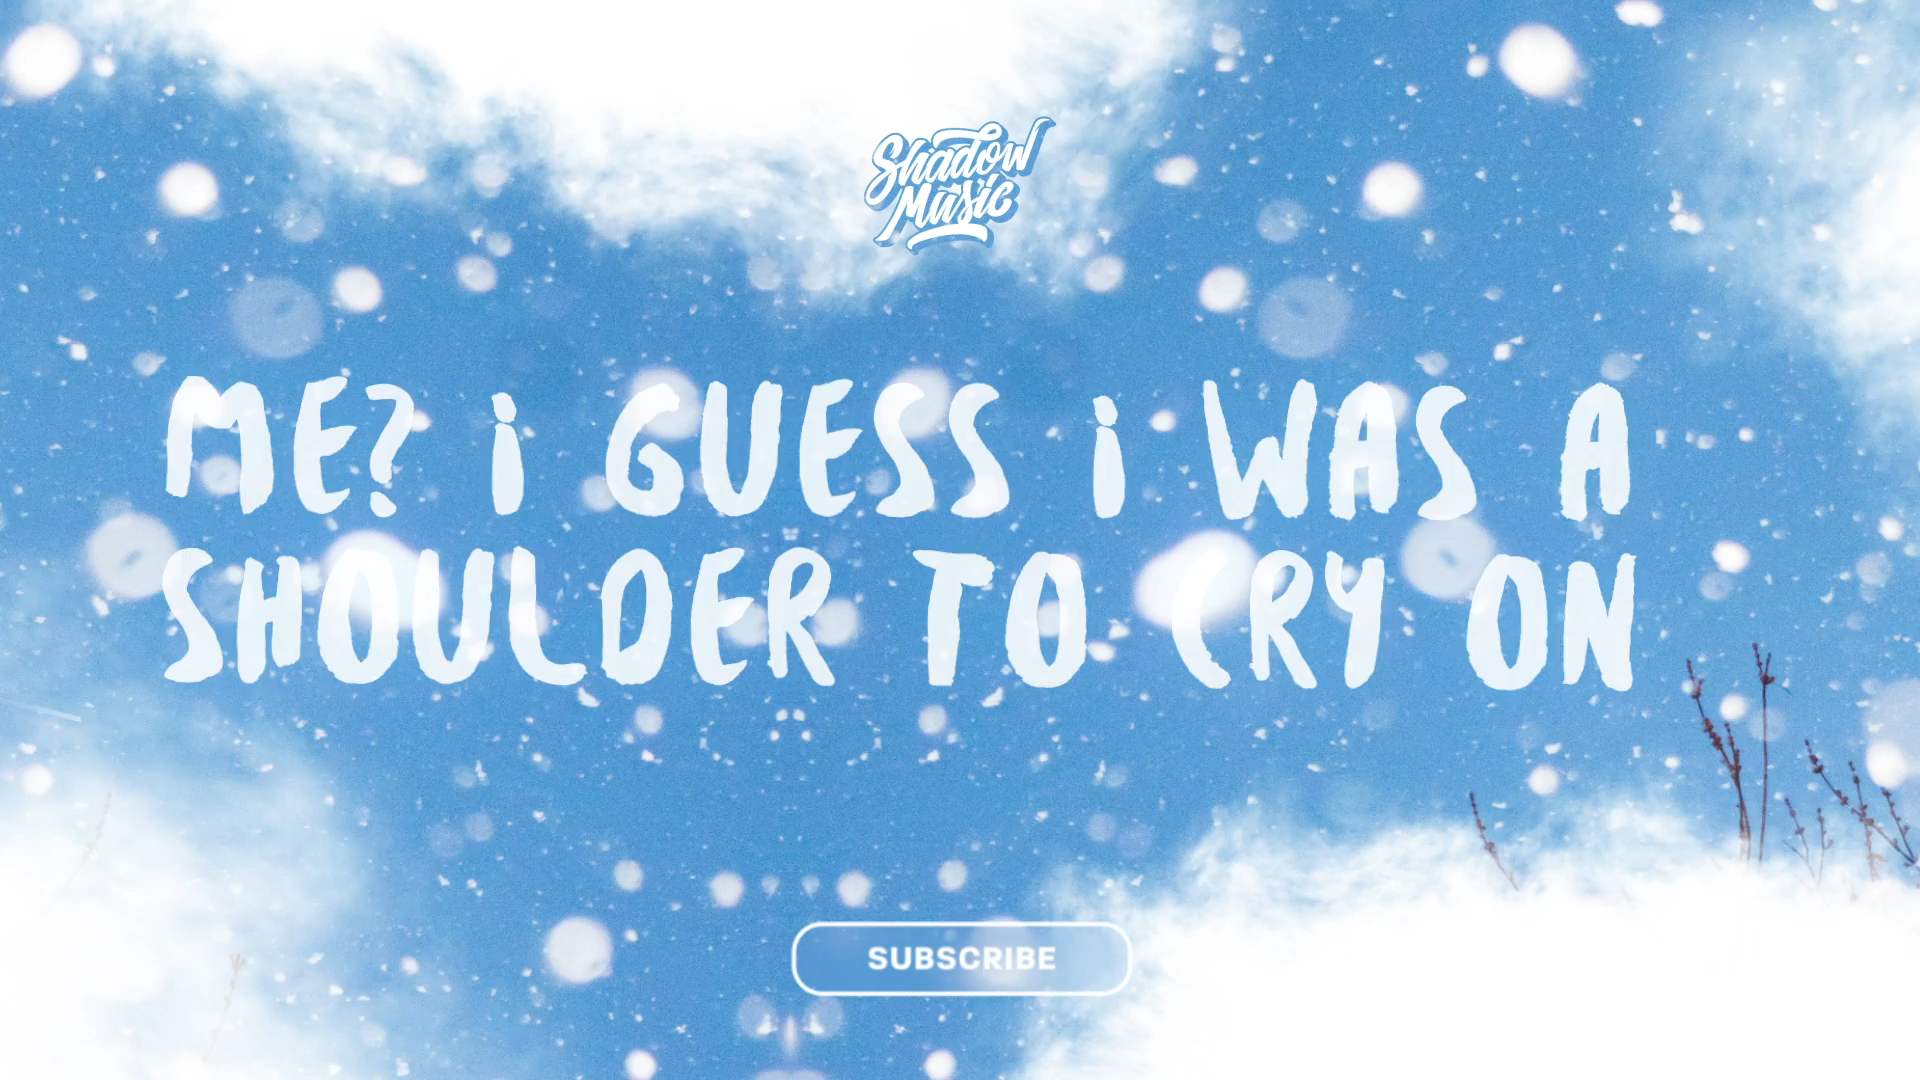 Shadow
Music
ME? i GUESS i WAS A
SHOULDER TO CRY ON
SUBSCRIBE